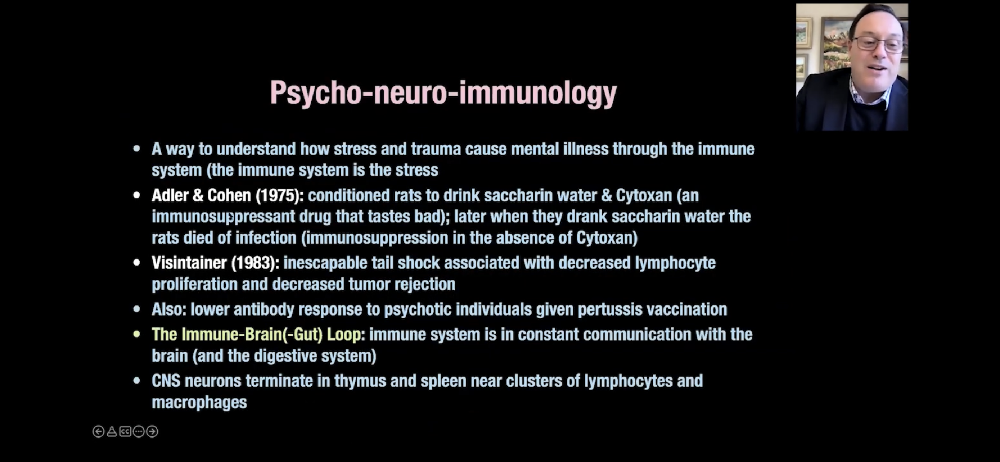 Psycho-neuro-immunology
• A way to understand how stress and trauma cause mental illness through the immune
system (the immune system is the stress
• Adler & Cohen (1975): conditioned rats to drink saccharin water & Cytoxan (an
immunosuppressant drug that tastes bad); later when they drank saccharin water the
rats died of infection (immunosuppression in the absence of Cytoxan)
• Visintainer (1983): inescapable tail shock associated with decreased lymphocyte
proliferation and decreased tumor rejection
• Also: lower antibody response to psychotic individuals given pertussis vaccination
• The Immune-Brain(-Gut) Loop: immune system is in constant communication with the
brain (and the digestive system)
• CNS neurons terminate in thymus and spleen near clusters of lymphocytes and
macrophages
CC